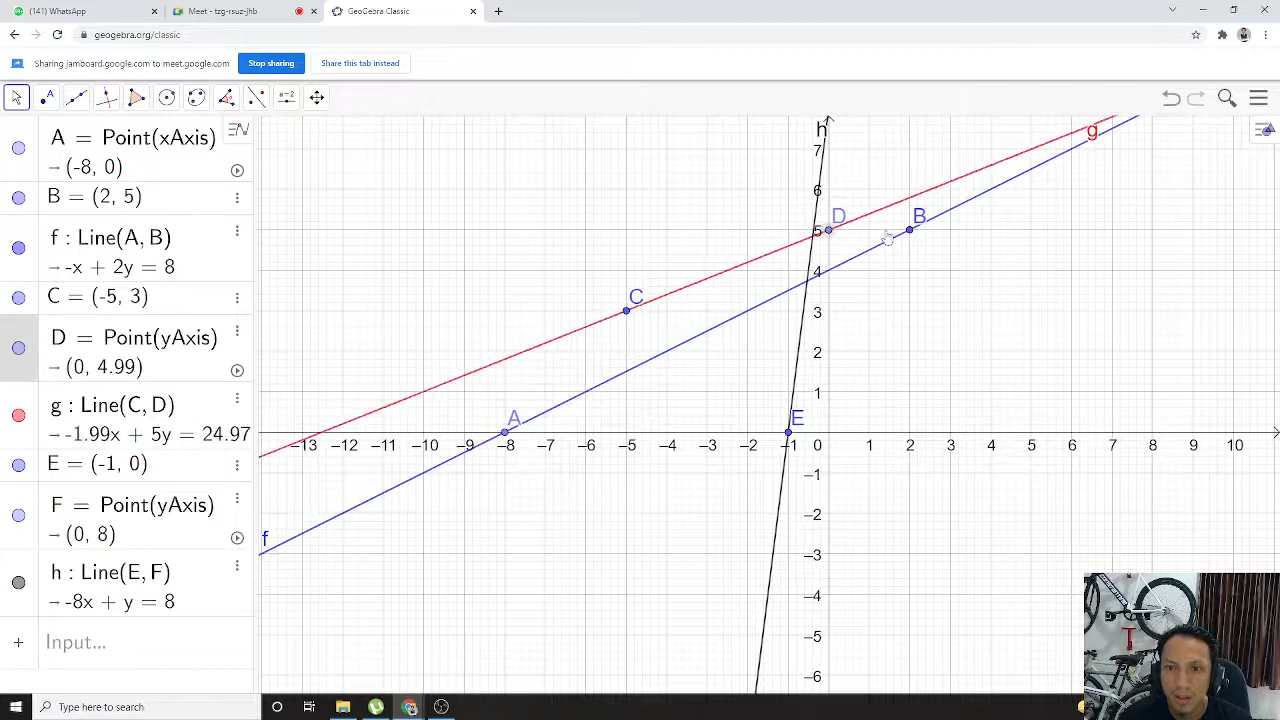 (141) WhatsApp
Meet - tzg-rsuz-jhb
GeoGebra Classic
geogebra.org/classic
Sharing jamboard.google.com to meet.google.com
Stop sharing
Share this tab instead
a=2
A = Point(xAxis)
→ (-8, 0)
B = (2, 5)
f : Line(A, B)
→ -x + 2y = 8
C = (-5, 3)
D = Point(yAxis)
→ (0, 4.99)
g : Line(C, D)
→ -1.99x + 5y = 24.97
E = (-1, 0)
F = Point(yAxis)
→ (0, 8)
h : Line(E, F)
→ -8x + y = 8
Input...
h
g
7
6
D
B
5
4
C
3
2
1
A
E
-13 -12 -11 -10 -9 -8 -7 -6 -5 -4 -3 -2 -1 0 1 2 3 4 5 6 7 8 9 10
-1
-2
f
-3
-4
-5
-6
Type here to search